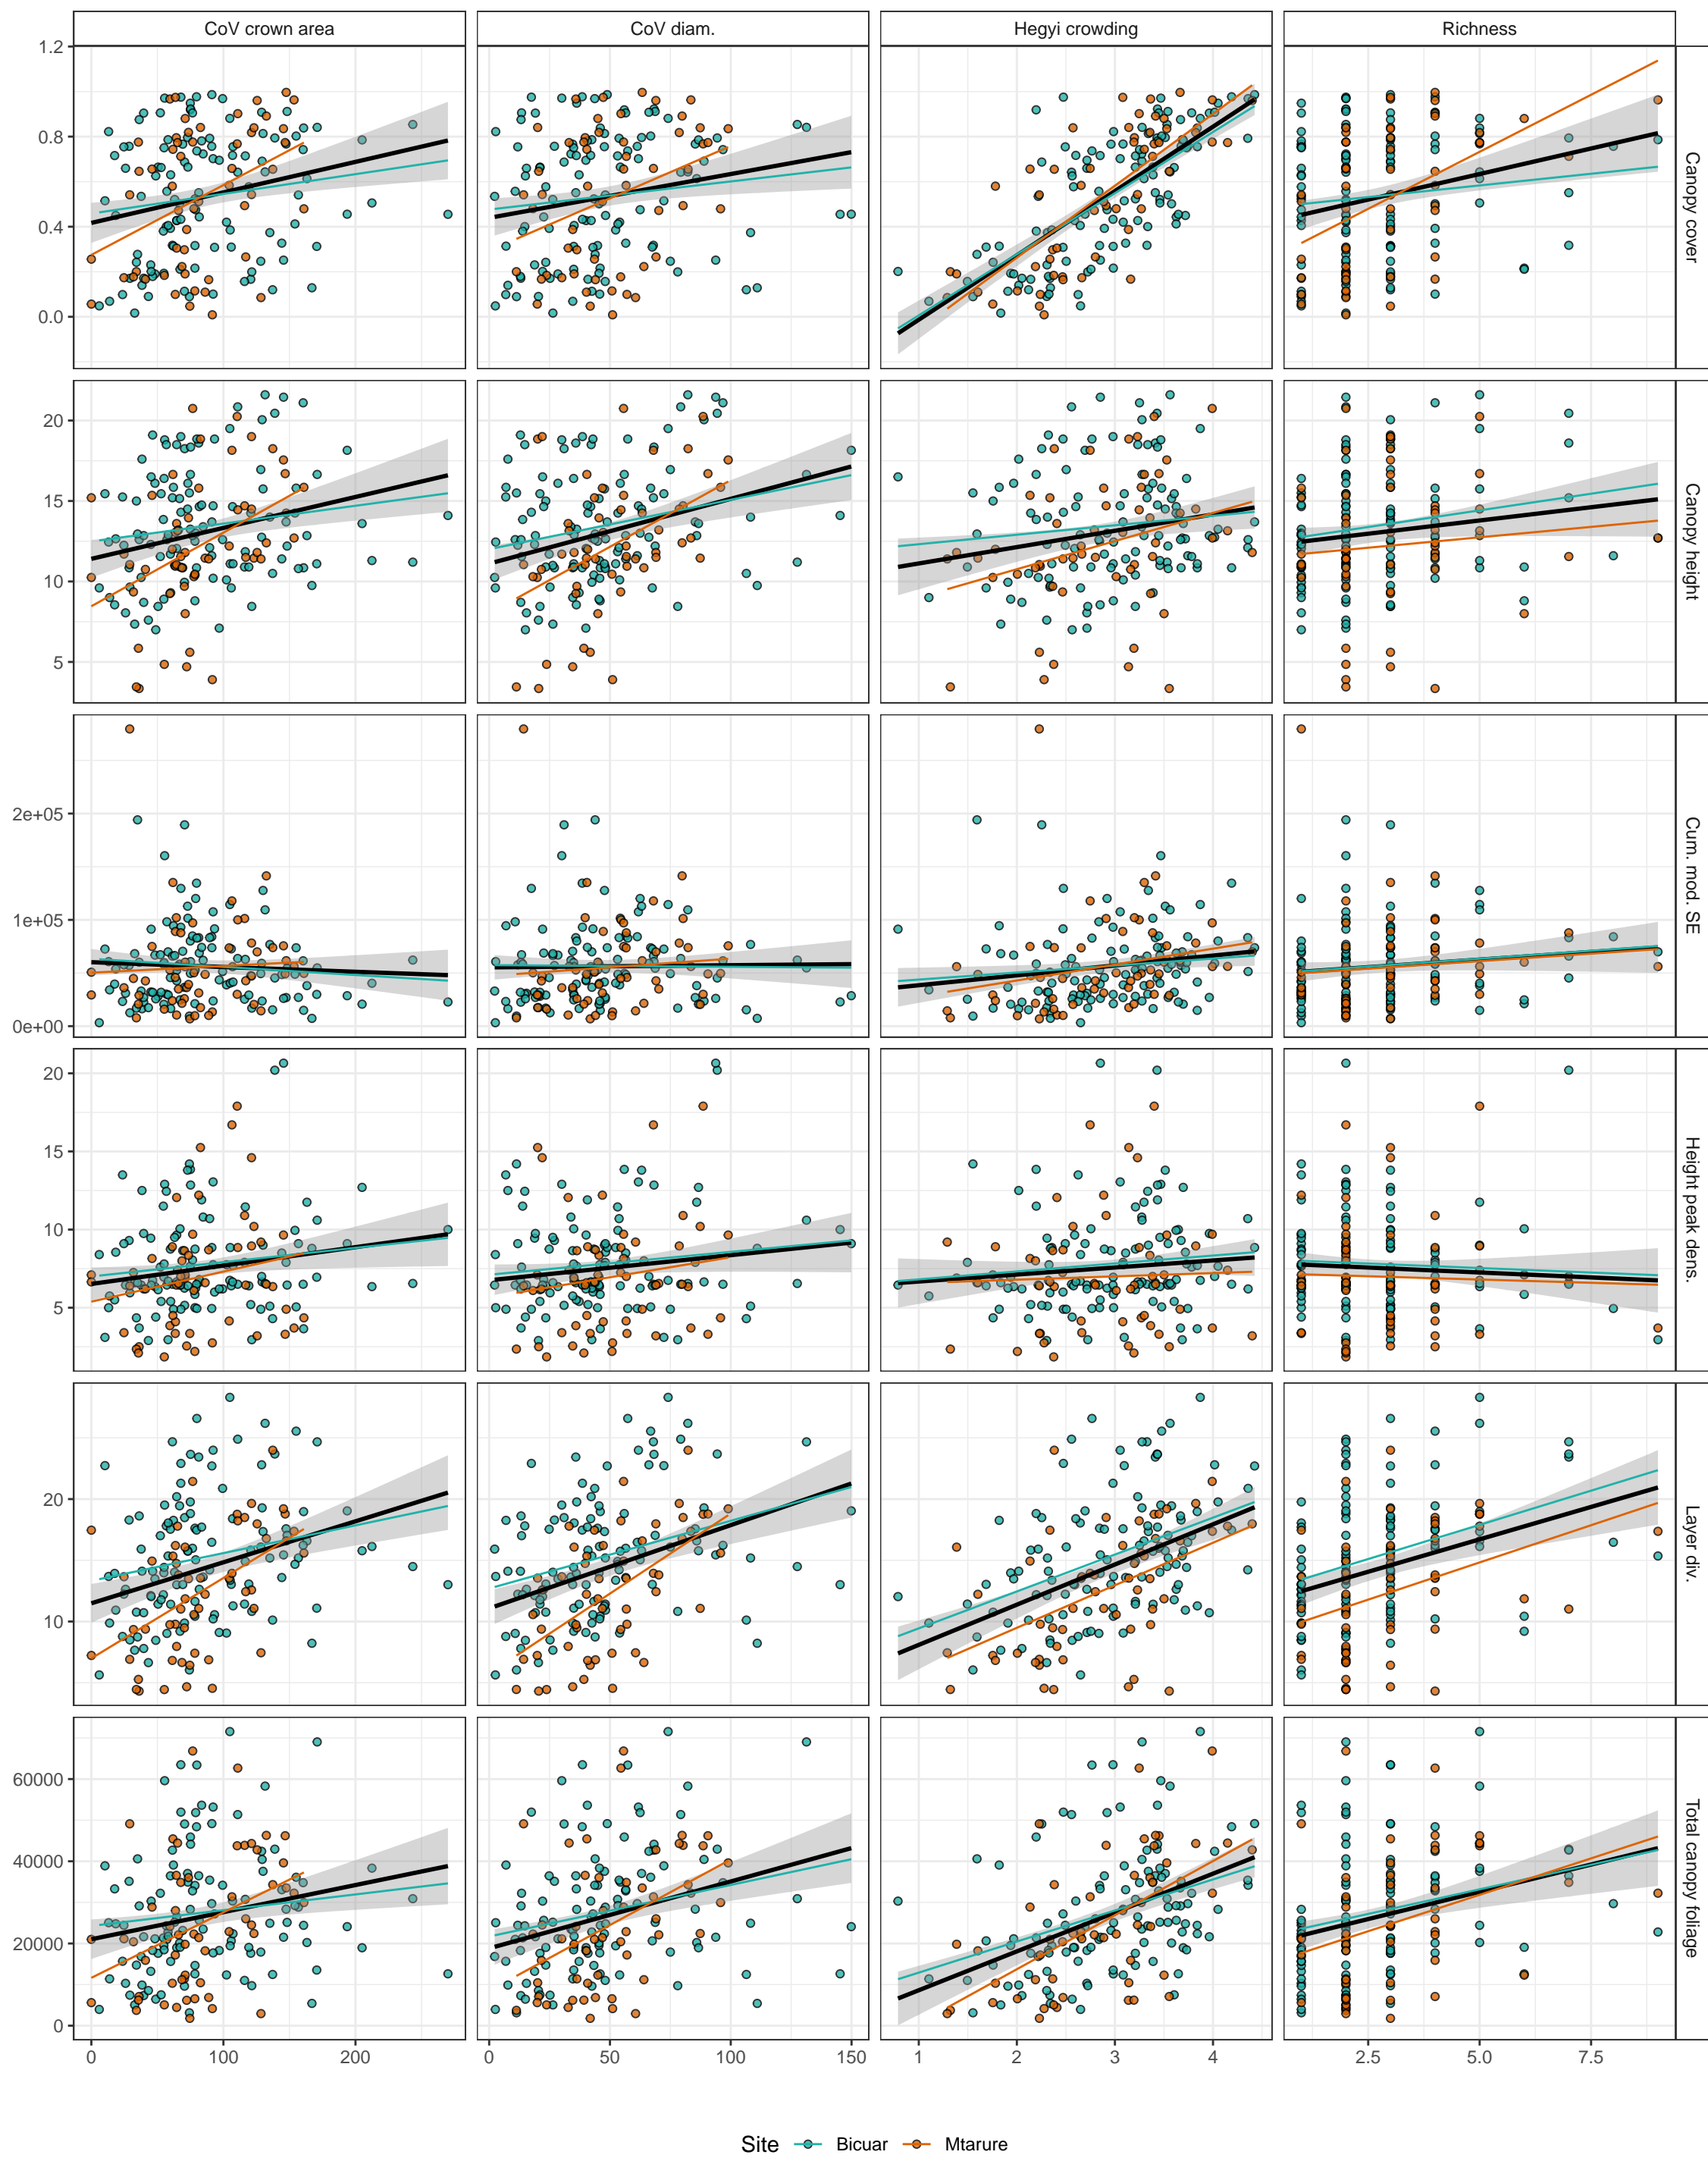 CoV crown area CoV diam. Hegyi crowding Richness
1.2
0.8
0.4
0.0
Canopy cover
20
15
10
5
Canopy height
2e+05
1e+05
0e+00
Cum. mod. SE
20
15
10
5
Height peak dens.
20
10
Layer div.
60000
40000
20000
0
Total canopy foliage
0 100 200 0 50 100 150 1 2 3 4 2.5 5.0 7.5
Site Bicuar Mtarure